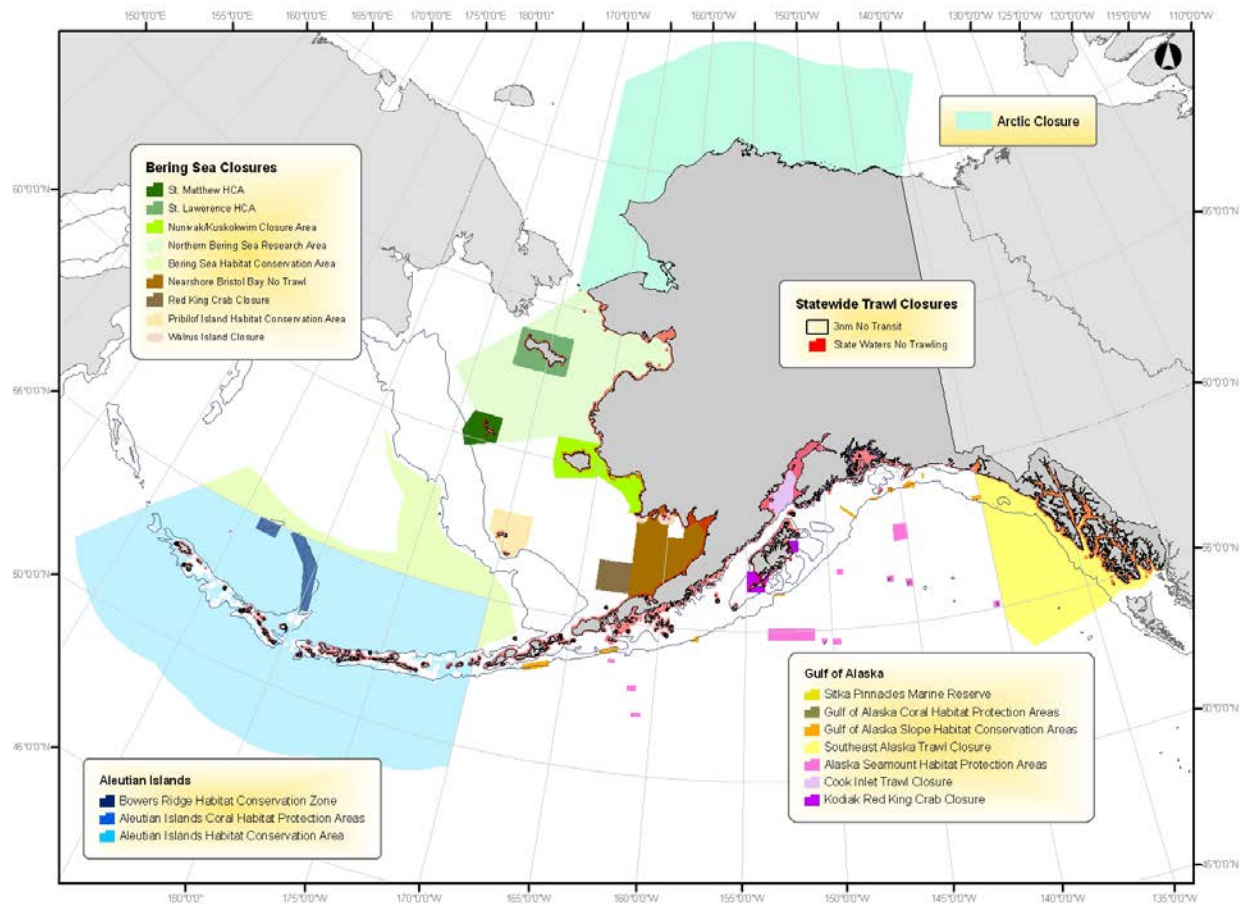 150°0'0"E
160°0'0"E
170°0'0"E
175°0'0"E
180°0'0"
170°0'0"W
160°0'0"W
150°0'0"W
140°0'0"W
130°0'0"W
125°0'0"W
120°0'0"W
115°0'0"W
110°0'0"W
Arctic Closure
Bering Sea Closures
St. Matthew HCA
St. Lawerence HCA
Nunivak/Kuskokwim Closure Area
Northern Bering Sea Research Area
Bering Sea Habitat Conservation Area
Nearshore Bristol Bay No Trawl
Red King Crab Closure
Pribilof Island Habitat Conservation Area
Walrus Island Closure
Statewide Trawl Closures
3nm No Transit
State Waters No Trawling
60°0'0"N
55°0'0"N
50°0'0"N
45°0'0"N
65°0'0"N
60°0'0"N
55°0'0"N
50°0'0"N
45°0'0"N
Gulf of Alaska
Sitka Pinnacles Marine Reserve
Gulf of Alaska Coral Habitat Protection Areas
Gulf of Alaska Slope Habitat Conservation Areas
Southeast Alaska Trawl Closure
Alaska Seamount Habitat Protection Areas
Cook Inlet Trawl Closure
Kodiak Red King Crab Closure
Aleutian Islands
Bowers Ridge Habitat Conservation Zone
Aleutian Islands Coral Habitat Protection Areas
Aleutian Islands Habitat Conservation Area
180°0'0"
175°0'0"W
170°0'0"W
165°0'0"W
160°0'0"W
155°0'0"W
150°0'0"W
145°0'0"W
140°0'0"W
135°0'0"W